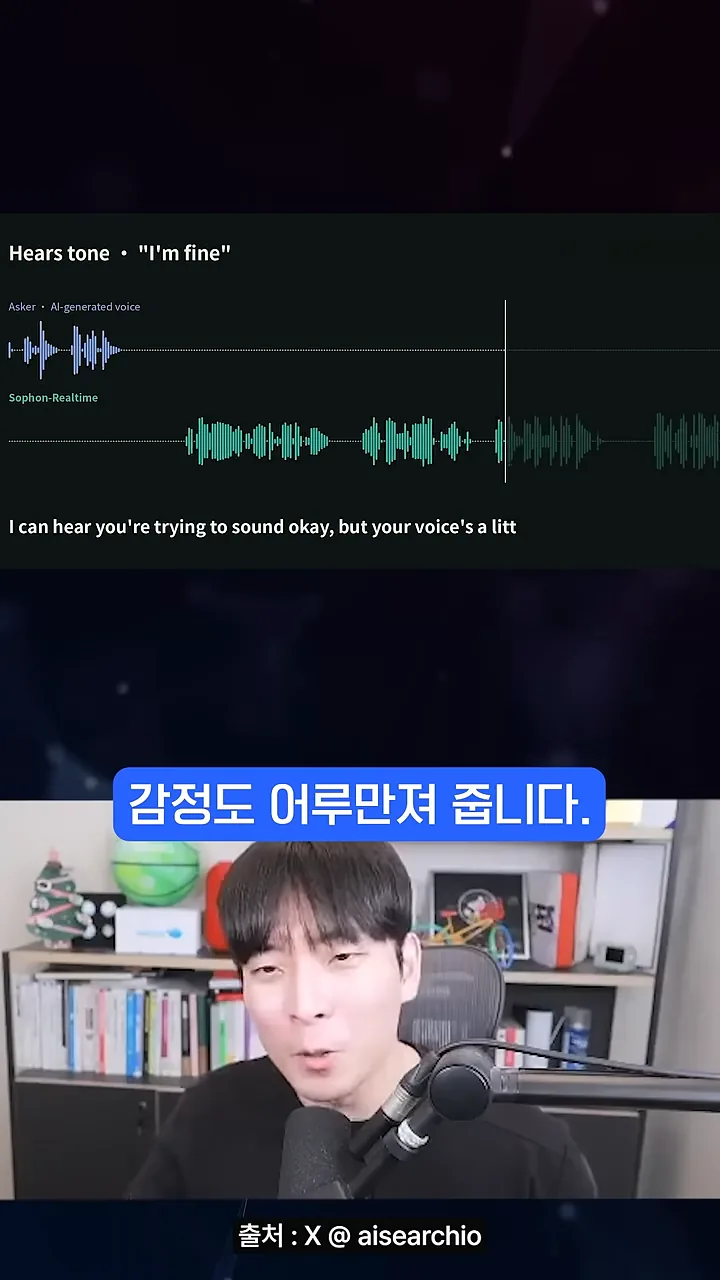 Hears tone • "I'm fine"
Asker • AI-generated voice
Sophon-Realtime
I can hear you're trying to sound okay, but your voice's a litt
감정도 어루만져 줍니다.
출처 : X @ aisearchio